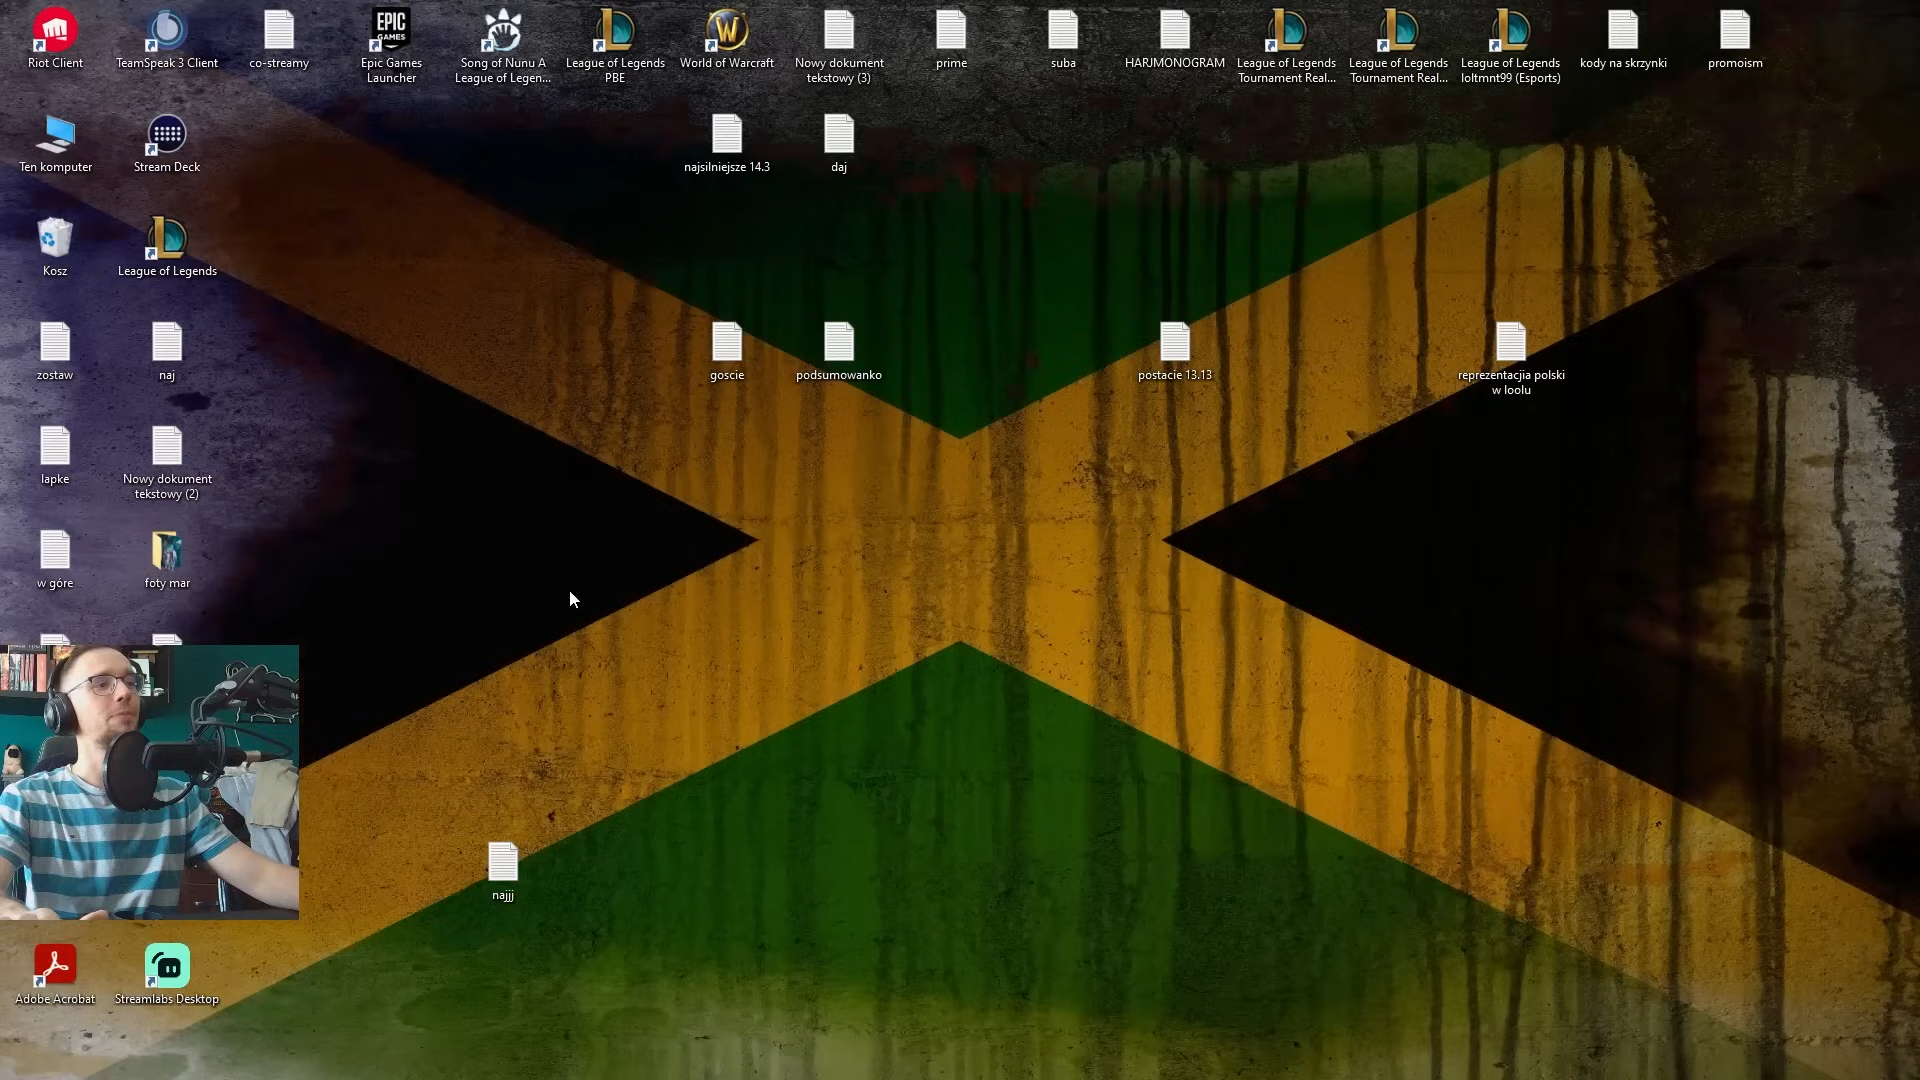 Riot Client
TeamSpeak 3 Client
co-streamy
EPIC
GAMES
Epic Games
Launcher
Song of Nunu A
League of Legen...
League of Legends
PBE
World of Warcraft
Nowy dokument
tekstowy (3)
prime
suba
HARJMONOGRAM
League of Legends
Tournament Real...
League of Legends
Tournament Real...
League of Legends
loltmnt99 (Esports)
kody na skrzynki
promoism
Ten komputer
Stream Deck
najsilniejsze 14.3
daj
Kosz
League of Legends
zostaw
naj
goscie
podsumowanko
postacie 13.13
reprezentacjia polski
w loolu
lapke
Nowy dokument
tekstowy (2)
w góre
foty mar
najjj
Adobe Acrobat
Streamlabs Desktop